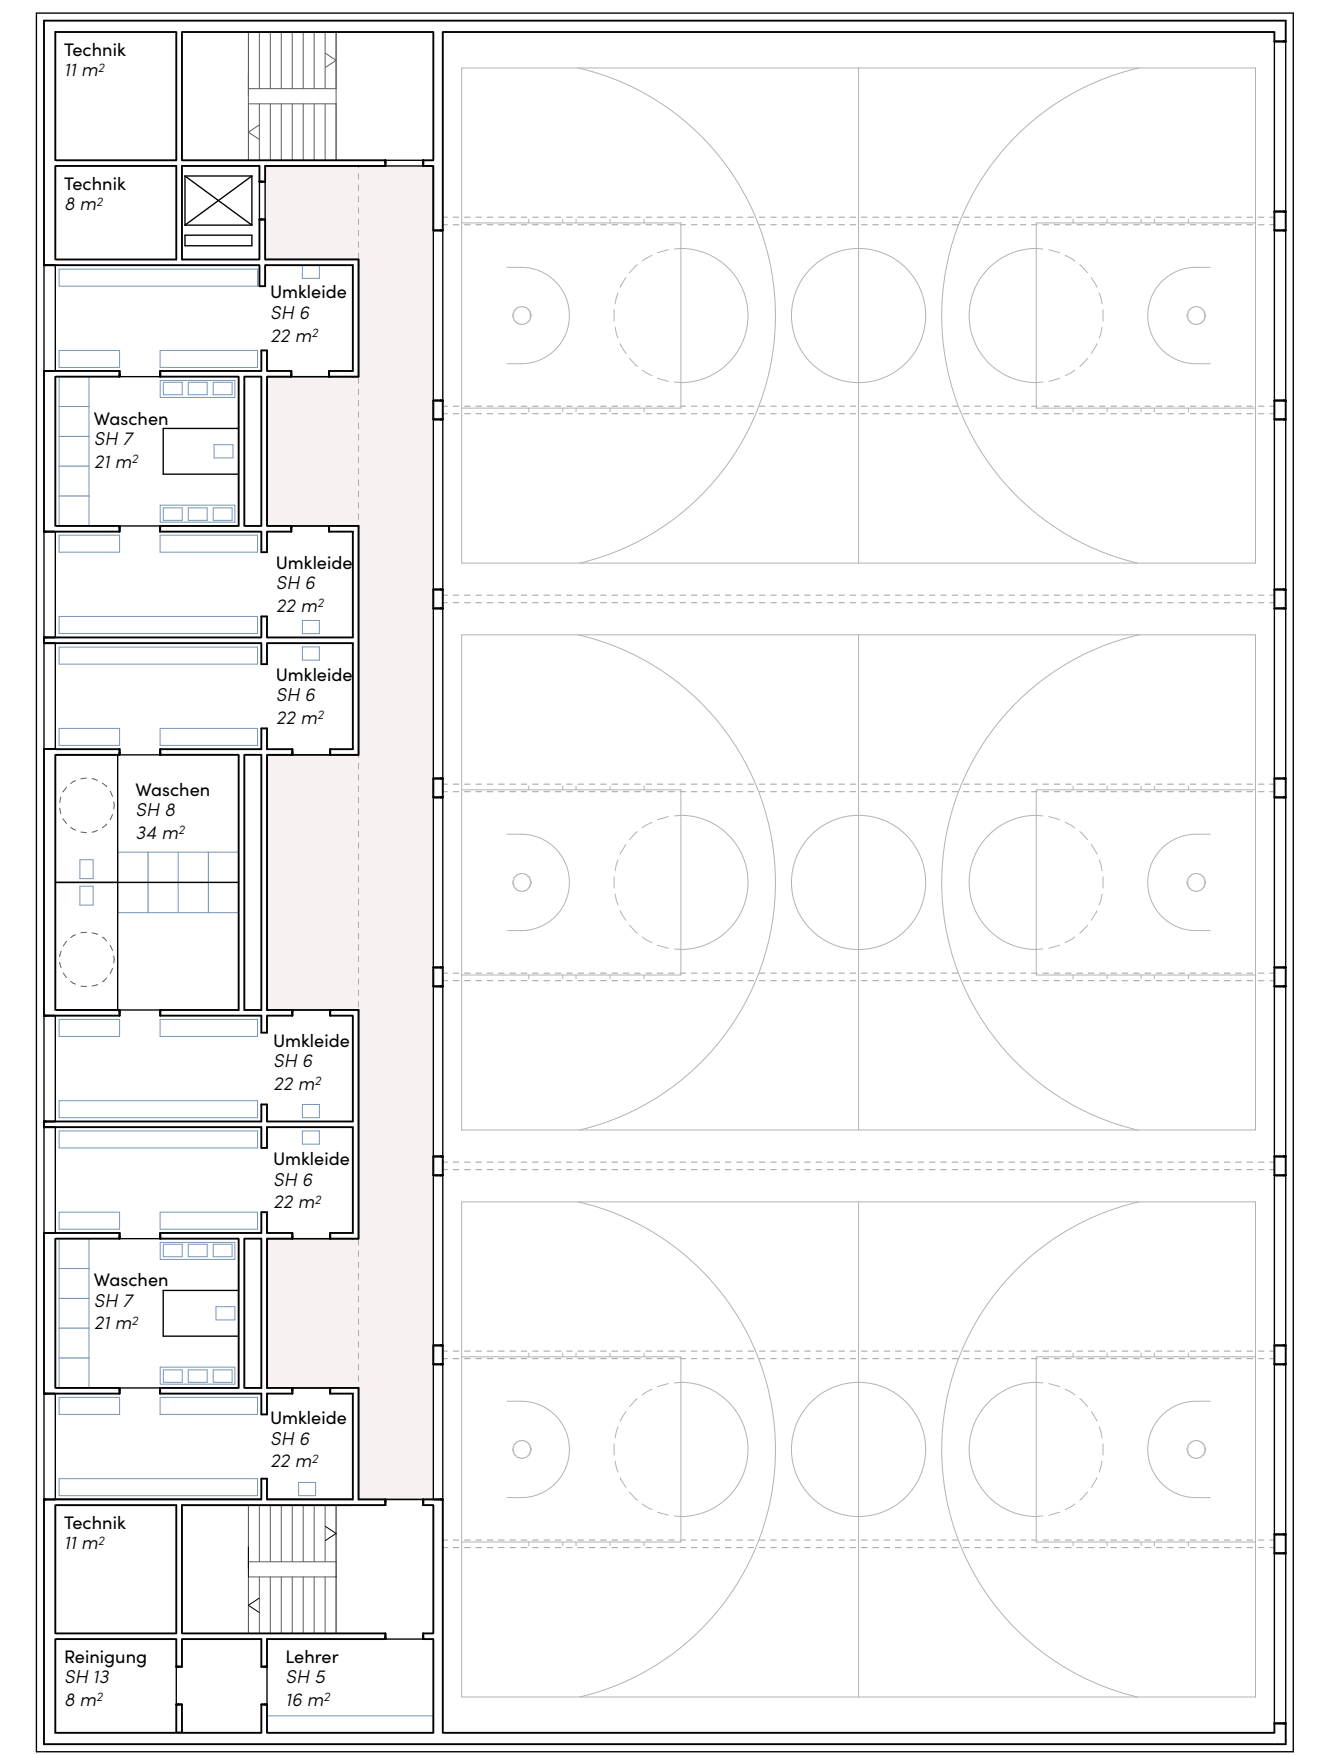 Technik
11 m²
Technik
8 m²
Umkleide
SH 6
22 m²
Waschen
SH 7
21 m²
Umkleide
SH 6
22 m²
Umkleide
SH 6
22 m²
Waschen
SH 8
34 m²
Umkleide
SH 6
22 m²
Umkleide
SH 6
22 m²
Waschen
SH 7
21 m²
Umkleide
SH 6
22 m²
Technik
11 m²
Reinigung
SH 13
8 m²
Lehrer
SH 5
16 m²